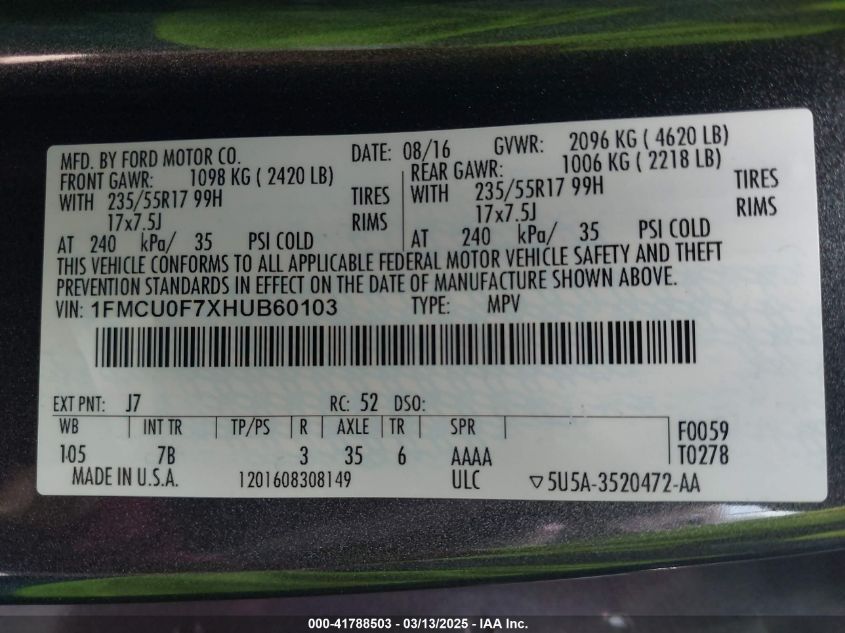 MFD. BY FORD MOTOR CO. DATE: 08/16 GVWR: 2096 KG ( 4620 LB)
FRONT GAWR: 1098 KG ( 2420 LB) REAR GAWR: 1006 KG ( 2218 LB)
WITH 235/55R17 99H TIRES WITH 235/55R17 99H TIRES
17x7.5J RIMS 17x7.5J RIMS
AT 240 kPa/ 35 PSI COLD AT 240 kPa/ 35 PSI COLD
THIS VEHICLE CONFORMS TO ALL APPLICABLE FEDERAL MOTOR VEHICLE SAFETY AND THEFT
PREVENTION STANDARDS IN EFFECT ON THE DATE OF MANUFACTURE SHOWN ABOVE.
VIN: 1FMCU0F7XHUB60103 TYPE: MPV
EXT PNT: J7 RC: 52 DSO:
WB INT TR TP/PS R AXLE TR SPR F0059
105 7B 3 35 6 AAAA T0278
MADE IN U.S.A. 1201608308149 ULC ▽5U5A-3520472-AA
000-41788503 - 03/13/2025 - IAA Inc.